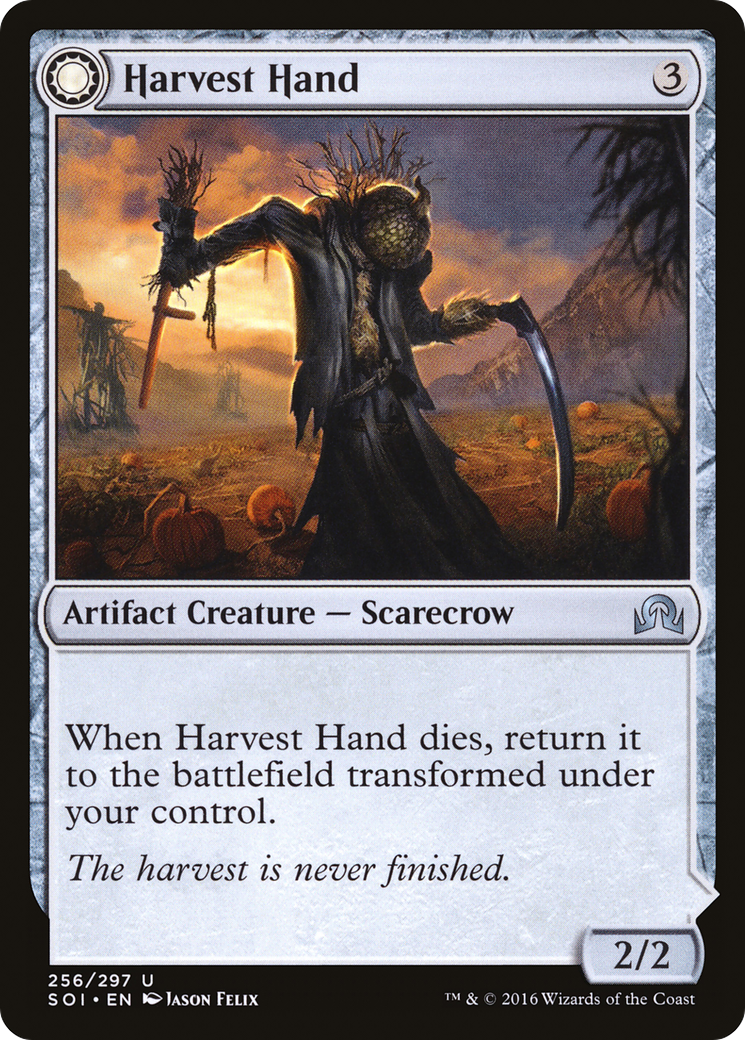 Harvest Hand 3
Artifact Creature — Scarecrow
When Harvest Hand dies, return it
to the battlefield transformed under
your control.
The harvest is never finished.
2/2
256/297 U
SOI • EN Jason Felix
™ & © 2016 Wizards of the Coast